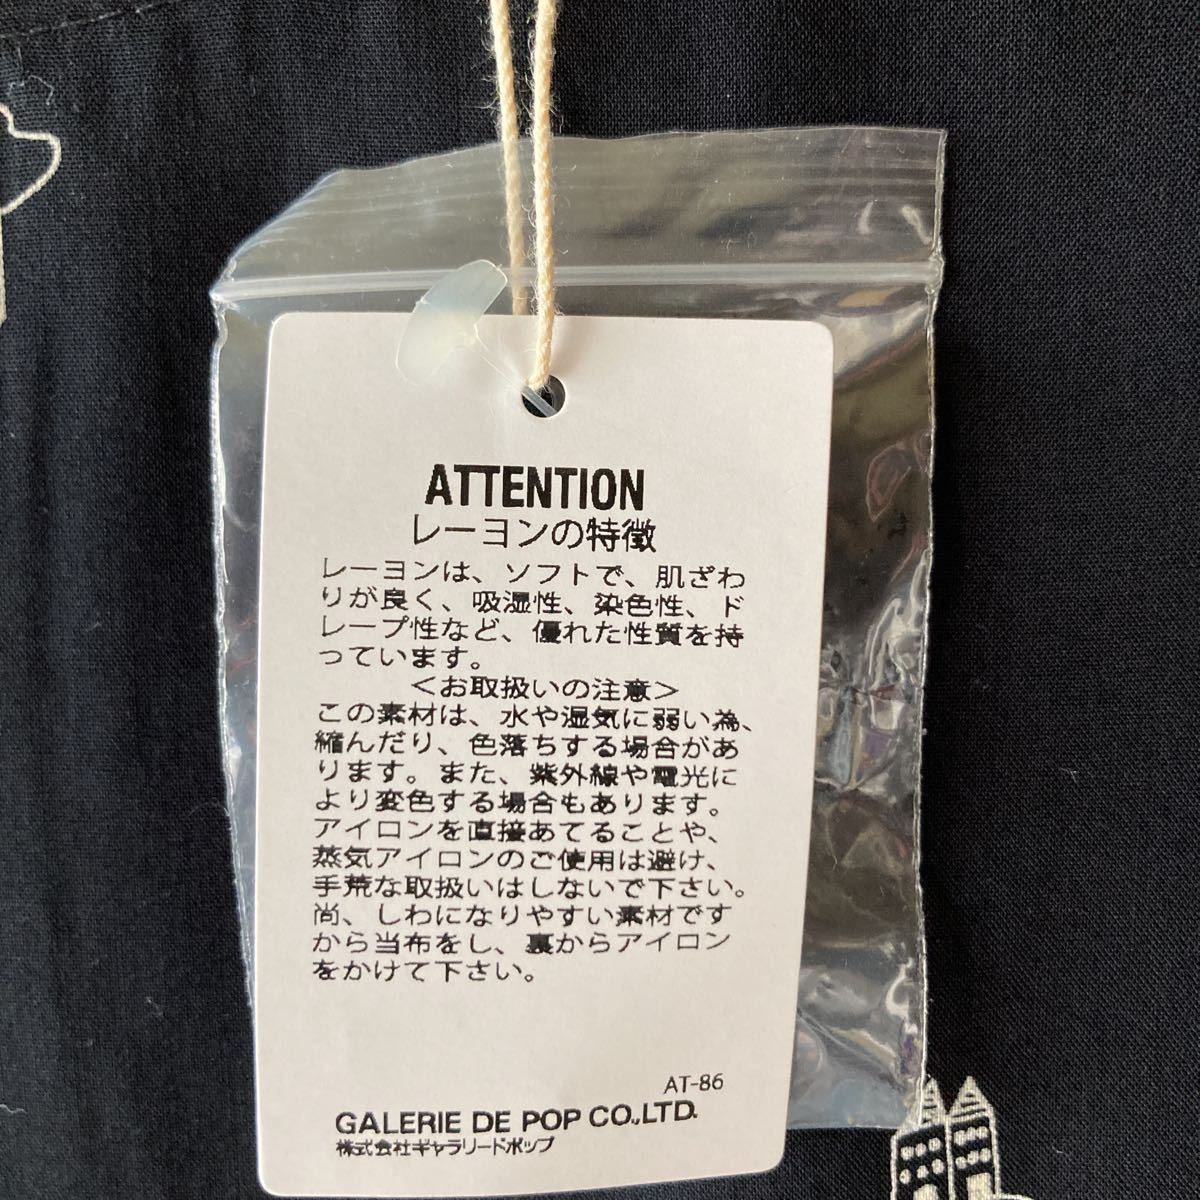 ATTENTION
レーヨンの特徴
レーヨンは、ソフトで、肌ざわ
りが良く、吸湿性、染色性、ド
レープ性など、優れた性質を持
っています。
＜お取扱いの注意＞
この素材は、水や湿気に弱い為、
縮んだり、色落ちする場合があ
ります。また、紫外線や電光に
より変色する場合もあります。
アイロンを直接あてることや、
蒸気アイロンのご使用は避け、
手荒な取扱いはしないで下さい。
尚、しわになりやすい素材です
から当布をし、裏からアイロン
をかけて下さい。
AT-86
GALERIE DE POP CO.,LTD.
株式会社ギャラリードポップ